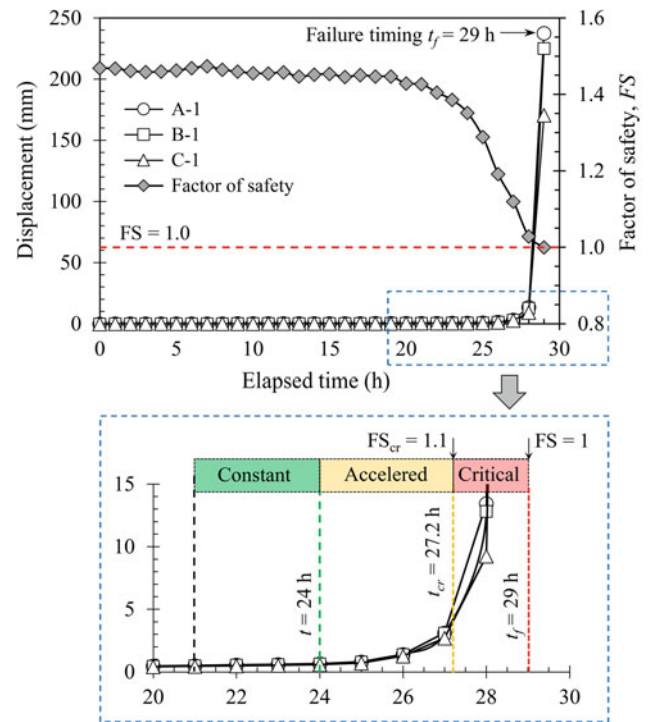 Failure timing t_f = 29 h
250
200
150
100
50
0
Displacement (mm)
A-1
B-1
C-1
Factor of safety
FS = 1.0
1.6
1.4
1.2
1.0
0.8
Factor of safety, FS
0 5 10 15 20 25 30
Elapsed time (h)
FS_cr = 1.1 FS = 1
Constant Accelered Critical
15
10
5
0
t = 24 h
t_cr = 27.2 h
t_f = 29 h
20 22 24 26 28 30